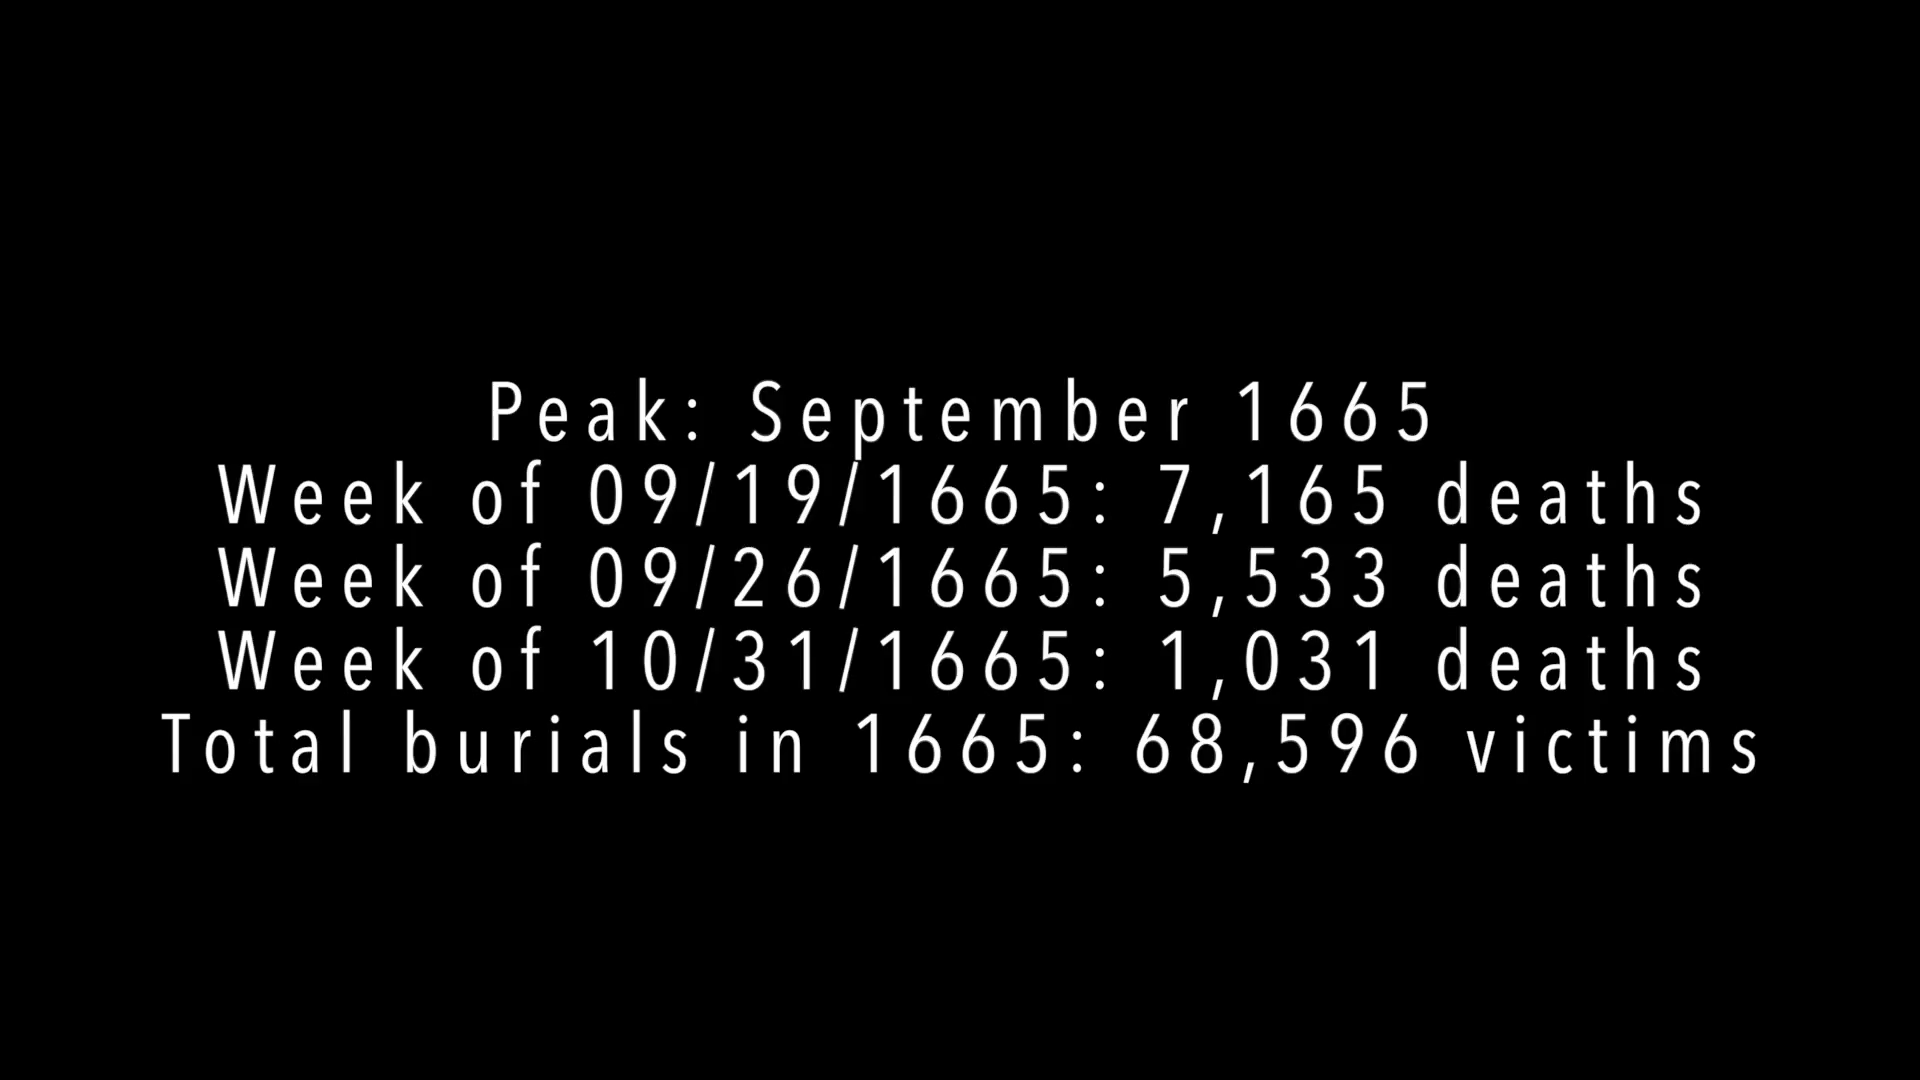 Peak: September 1665
Week of 09/19/1665: 7,165 deaths
Week of 09/26/1665: 5,533 deaths
Week of 10/31/1665: 1,031 deaths
Total burials in 1665: 68,596 victims